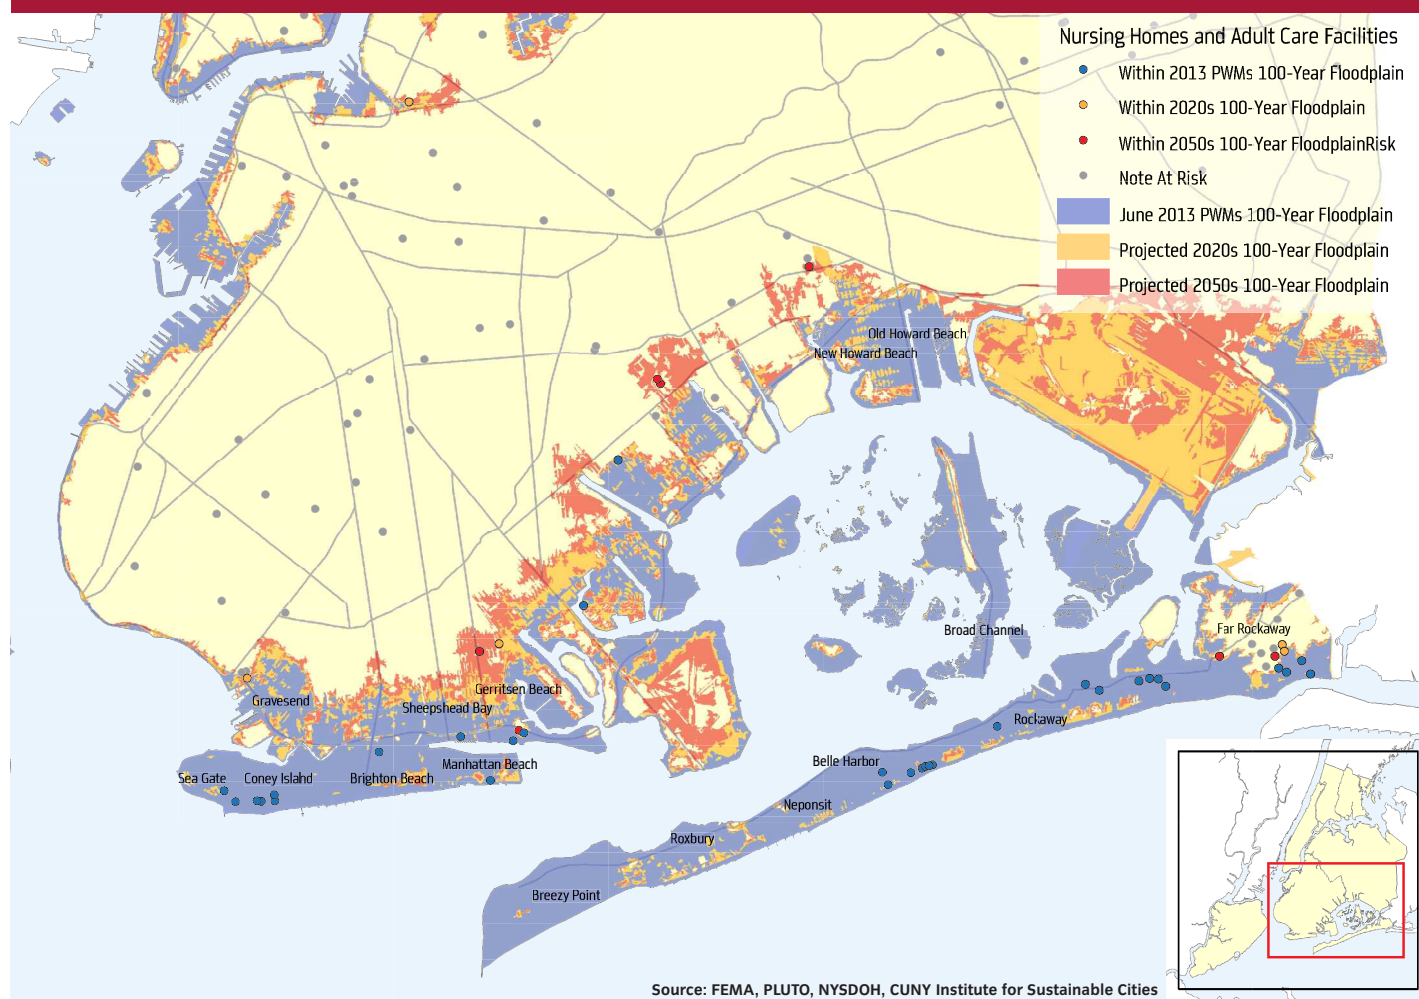 Nursing Homes and Adult Care Facilities
Within 2013 PWMs 100-Year Floodplain
Within 2020s 100-Year Floodplain
Within 2050s 100-Year FloodplainRisk
Note At Risk
June 2013 PWMs 100-Year Floodplain
Projected 2020s 100-Year Floodplain
Projected 2050s 100-Year Floodplain
Old Howard Beach
New Howard Beach
Broad Channel
Far Rockaway
Gerritsen Beach
Gravesend
Sheepshead Bay
Rockaway
Manhattan Beach
Belle Harbor
Sea Gate
Coney Islahd
Brighton Beach
Neponsit
Roxbury
Breezy Point
Source: FEMA, PLUTO, NYSDOH, CUNY Institute for Sustainable Cities